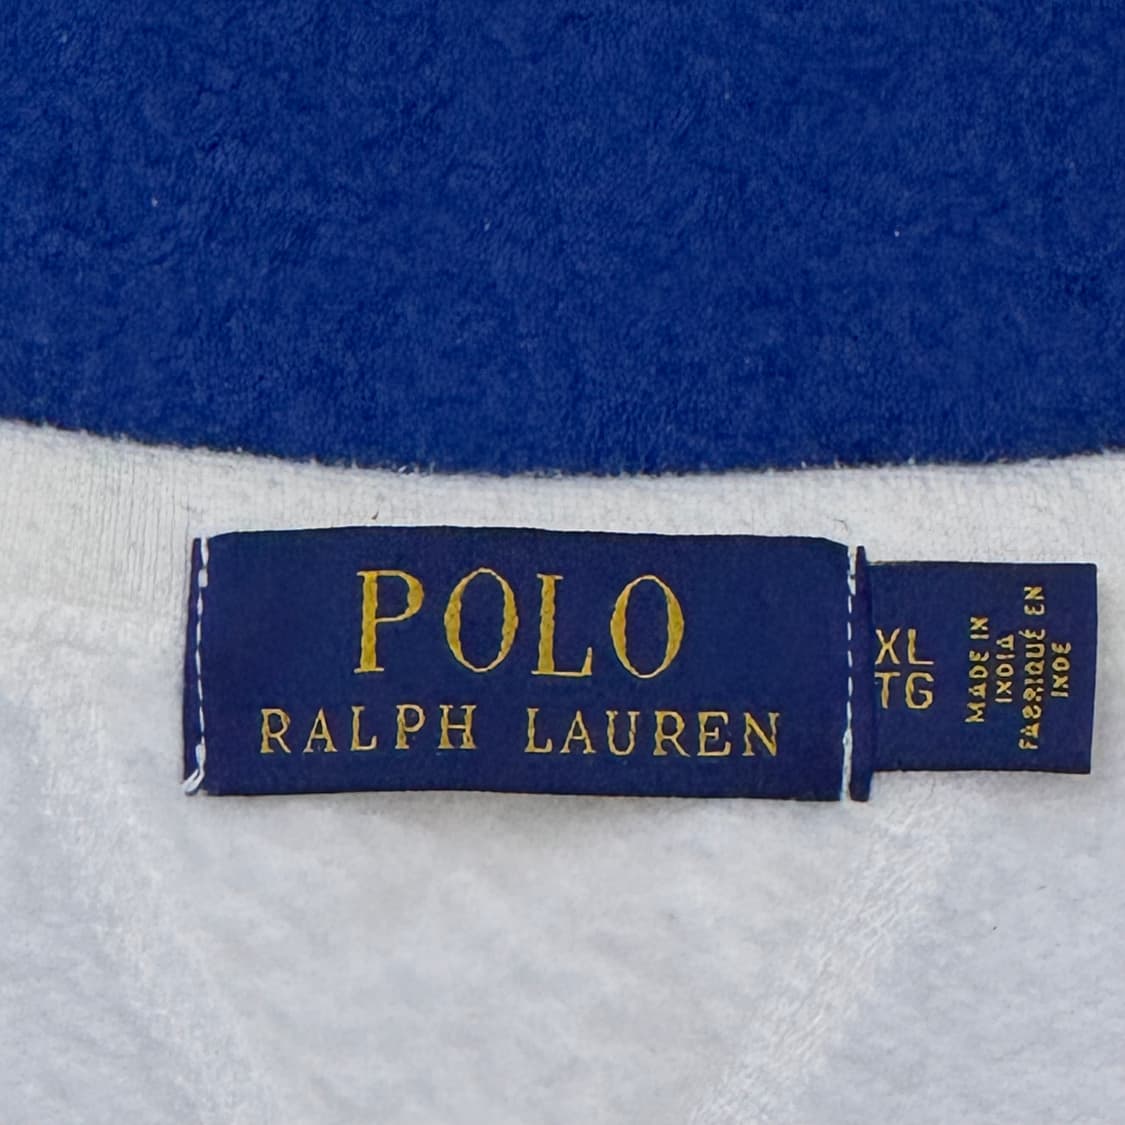 POLO
RALPH LAUREN
XL
TG
MADE IN
INDIA
FABRIQUÉ EN
INDE